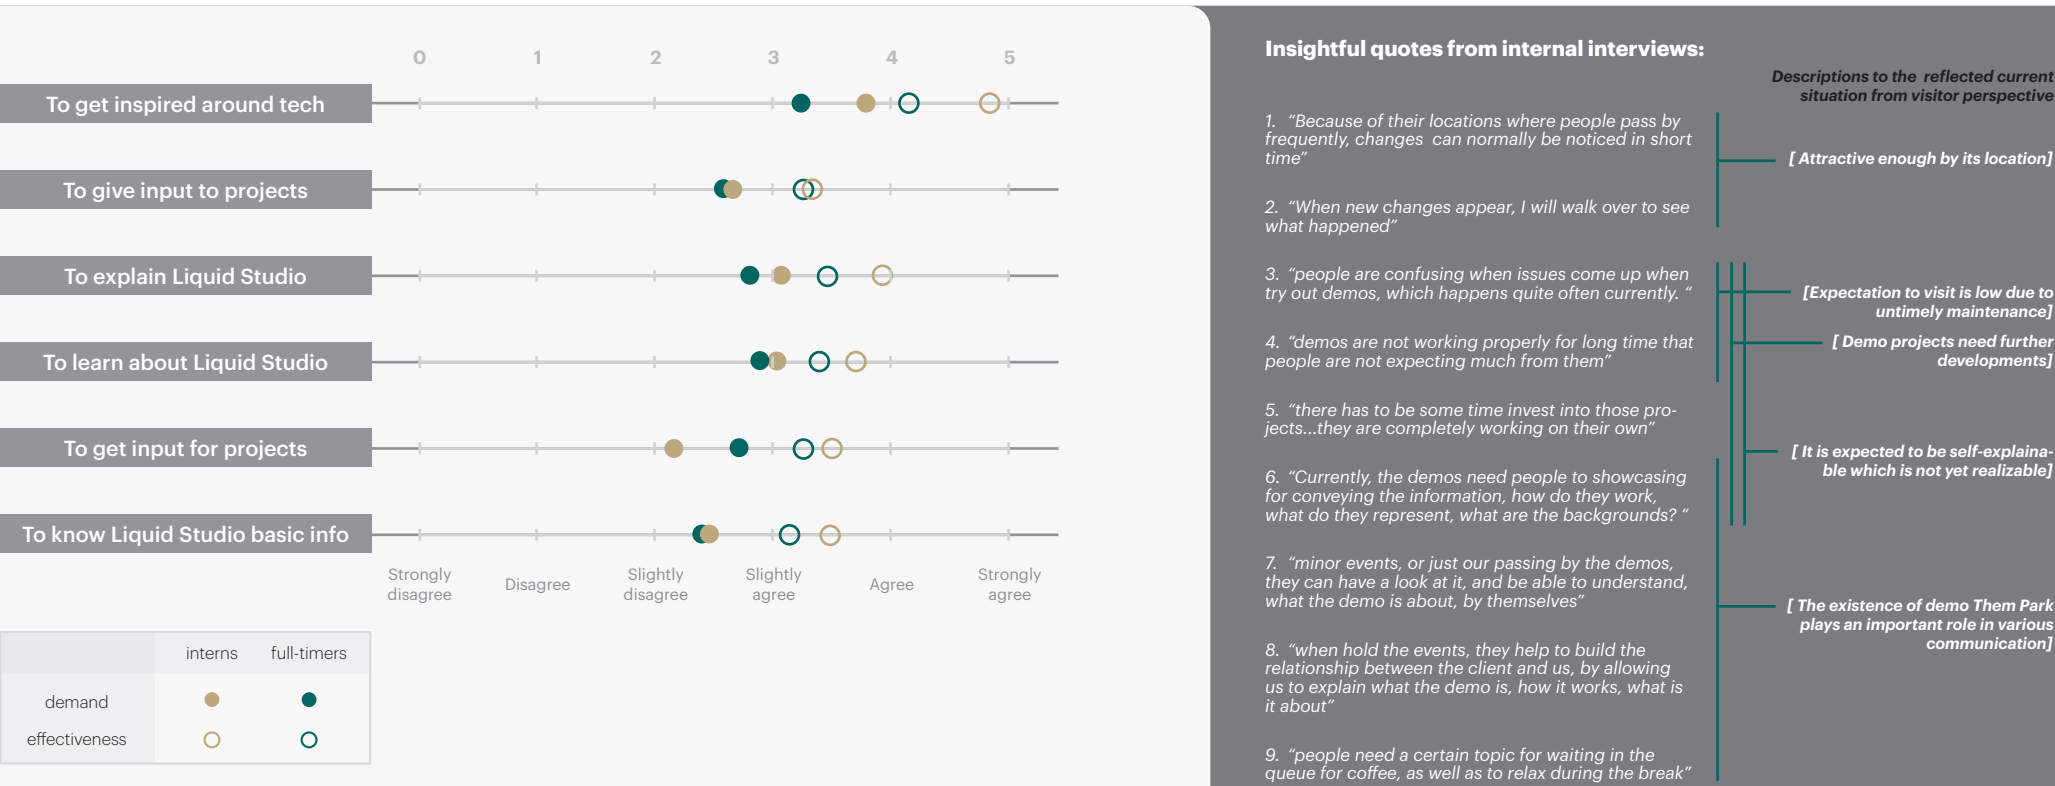 0 1 2 3 4 5
To get inspired around tech
To give input to projects
To explain Liquid Studio
To learn about Liquid Studio
To get input for projects
To know Liquid Studio basic info
Strongly
disagree
Disagree
Slightly
disagree
Slightly
agree
Agree
Strongly
agree
interns full-timers
demand
effectiveness
Insightful quotes from internal interviews:
Descriptions to the reflected current
situation from visitor perspective
1. “Because of their locations where people pass by
frequently, changes can normally be noticed in short
time”
[ Attractive enough by its location]
2. “When new changes appear, I will walk over to see
what happened”
3. “people are confusing when issues come up when
try out demos, which happens quite often currently. “
[Expectation to visit is low due to
untimely maintenance]
4. “demos are not working properly for long time that
people are not expecting much from them”
[ Demo projects need further
developments]
5. “there has to be some time invest into those pro-
jects...they are completely working on their own”
[ It is expected to be self-explaina-
ble which is not yet realizable]
6. “Currently, the demos need people to showcasing
for conveying the information, how do they work,
what do they represent, what are the backgrounds? “
7. “minor events, or just our passing by the demos,
they can have a look at it, and be able to understand,
what the demo is about, by themselves”
[ The existence of demo Them Park
plays an important role in various
communication]
8. “when hold the events, they help to build the
relationship between the client and us, by allowing
us to explain what the demo is, how it works, what is
it about”
9. “people need a certain topic for waiting in the
queue for coffee, as well as to relax during the break”